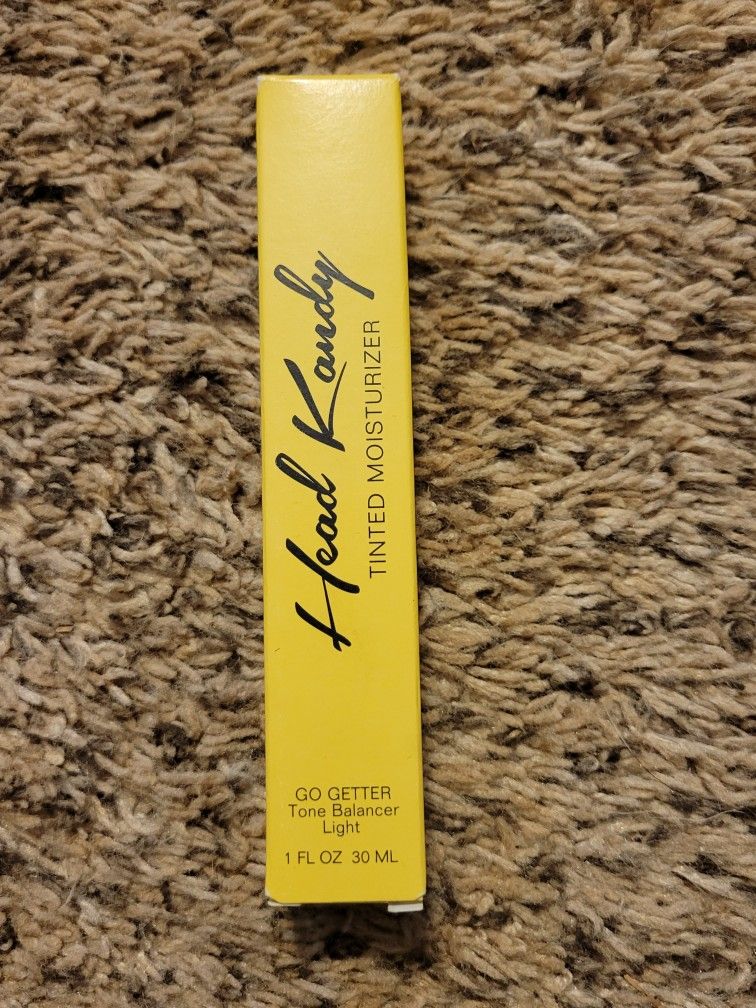 Head Kandy
TINTED MOISTURIZER
GO GETTER
Tone Balancer
Light
1 FL OZ 30 ML